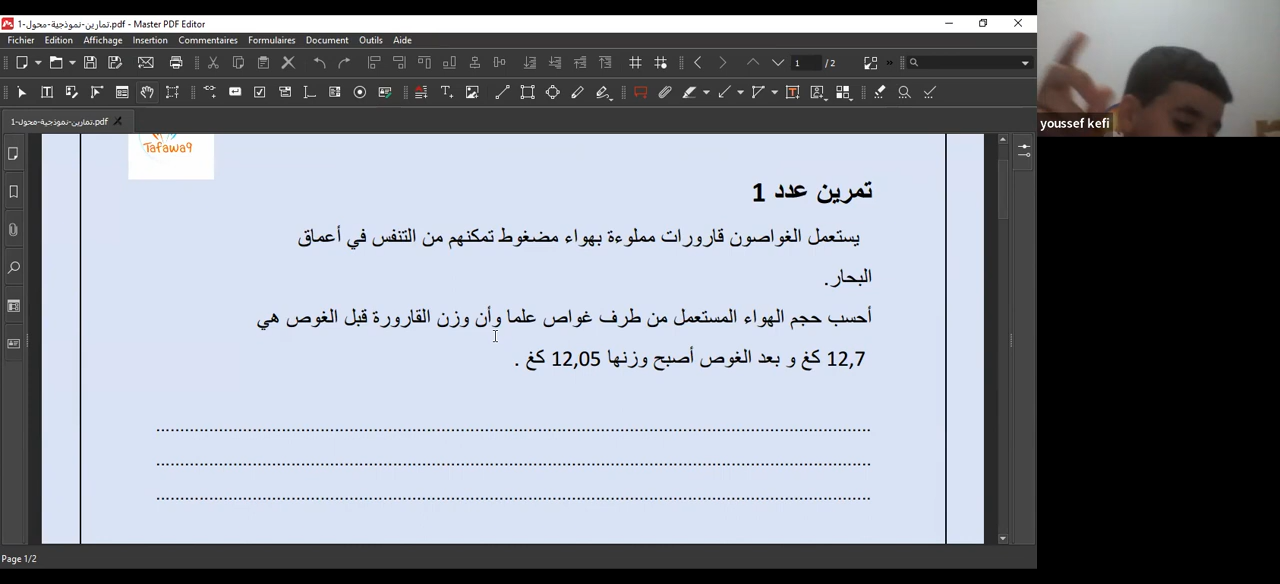 تمارين-نموذجية-محول-1.pdf - Master PDF Editor
Fichier Edition Affichage Insertion Commentaires Formulaires Document Outils Aide
1 / 2
تمارين-نموذجية-محول-1.pdf
youssef kefi
Tafawa9
تمرين عدد 1
يستعمل الغواصون قارورات مملوءة بهواء مضغوط تمكنهم من التنفس في أعماق
البحار.
أحسب حجم الهواء المستعمل من طرف غواص علما وأن وزن القارورة قبل الغوص هي
12,7 كغ و بعد الغوص أصبح وزنها 12,05 كغ .
Page 1/2